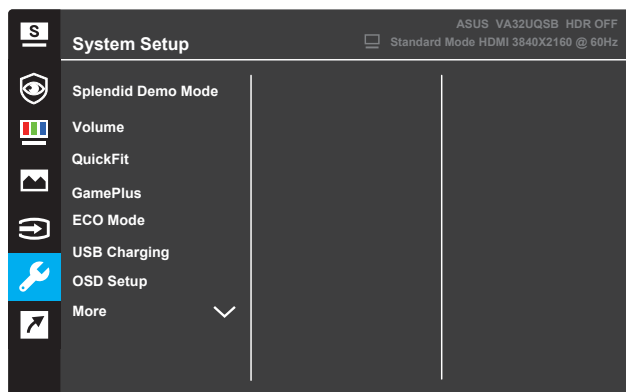 S
System Setup
ASUS VA32UQSB HDR OFF
Standard Mode HDMI 3840X2160 @ 60Hz
Splendid Demo Mode
Volume
QuickFit
GamePlus
ECO Mode
USB Charging
OSD Setup
More